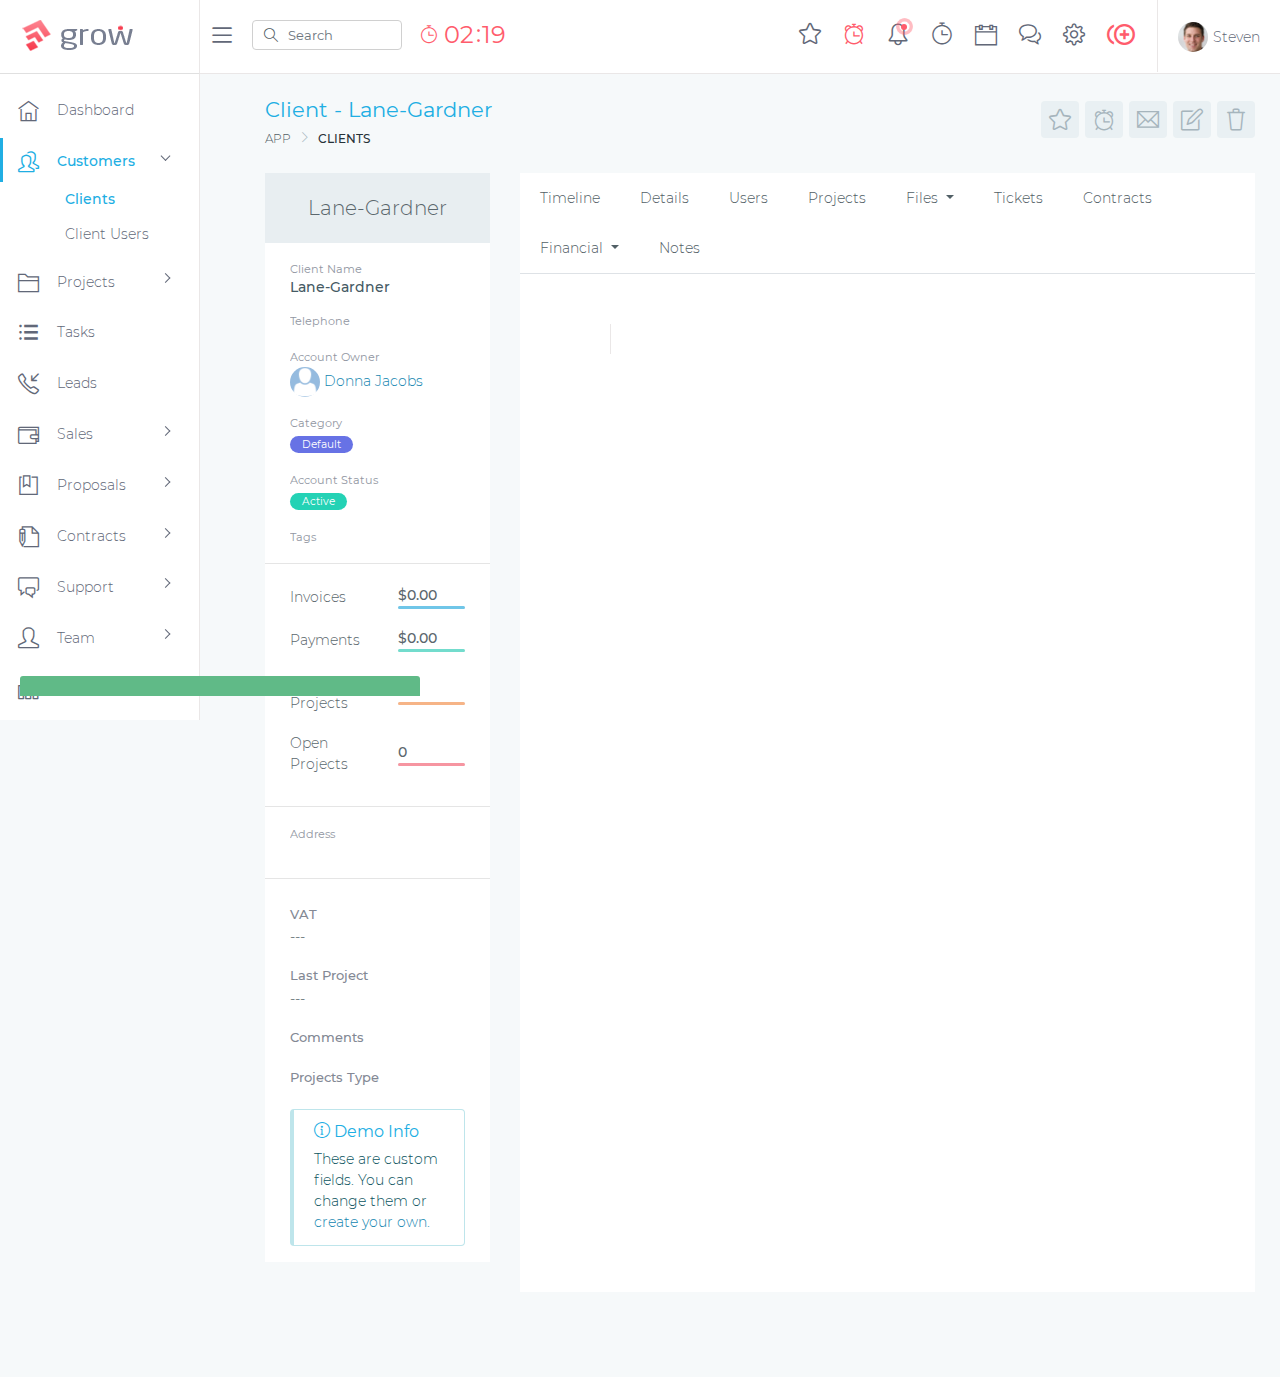 grow
Search
02:19
Steven
Dashboard
Customers
Clients
Client Users
Projects
Tasks
Leads
Sales
Proposals
Contracts
Support
Team
Client - Lane-Gardner
APP
CLIENTS
Lane-Gardner
Client Name
Lane-Gardner
Telephone
Account Owner
Donna Jacobs
Category
Default
Account Status
Active
Tags
Invoices
$0.00
Payments
$0.00
Projects
Open
Projects
0
Address
VAT
---
Last Project
---
Comments
Projects Type
Demo Info
These are custom
fields. You can
change them or
create your own.
Timeline
Details
Users
Projects
Files
Tickets
Contracts
Financial
Notes